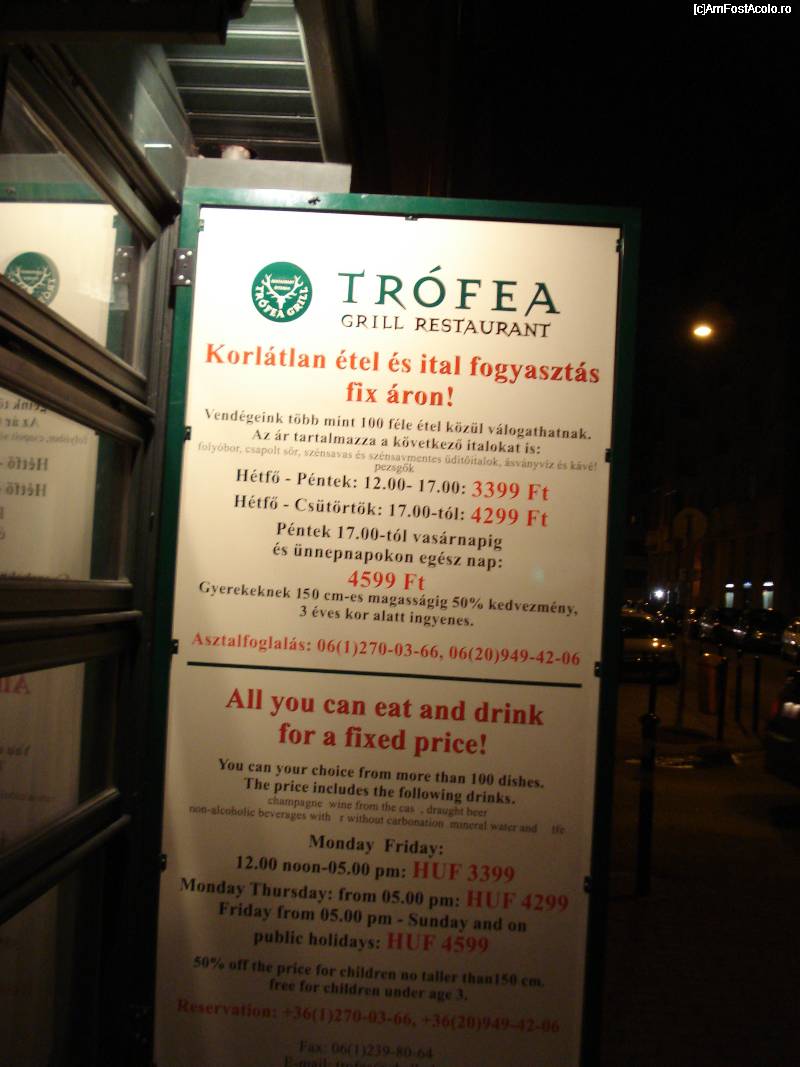 [c]AmFostAcolo.ro
TRÓFEA GRILL
TRÓFEA
GRILL RESTAURANT
Korlátlan étel és ital fogyasztás
fix áron!
Vendégeink több mint 100 féle étel közül válogathatnak.
Az ár tartalmazza a következő italokat is:
folyóbor, csapolt sör, szénsavas és szénsavmentes üdítőitalok, ásványvíz és kávé!
pezsgők
Hétfő - Péntek: 12.00- 17.00: 3399 Ft
Hétfő - Csütörtök: 17.00-tól: 4299 Ft
Péntek 17.00-tól vasárnapig
és ünnepnapokon egész nap:
4599 Ft
Gyerekeknek 150 cm-es magasságig 50% kedvezmény,
3 éves kor alatt ingyenes.
Asztalfoglalás: 06(1)270-03-66, 06(20)949-42-06
All you can eat and drink
for a fixed price!
You can your choice from more than 100 dishes.
The price includes the following drinks.
champagne wine from the cas , draught beer
non-alcoholic beverages with r without carbonation mineral water and tfe
Monday Friday:
12.00 noon-05.00 pm: HUF 3399
Monday Thursday: from 05.00 pm: HUF 4299
Friday from 05.00 pm - Sunday and on
public holidays: HUF 4599
50% off the price for children no taller than150 cm.
free for children under age 3.
Reservation: +36(1)270-03-66, +36(20)949-42-06
Fax: 06(1)239-80-64
E-mail: